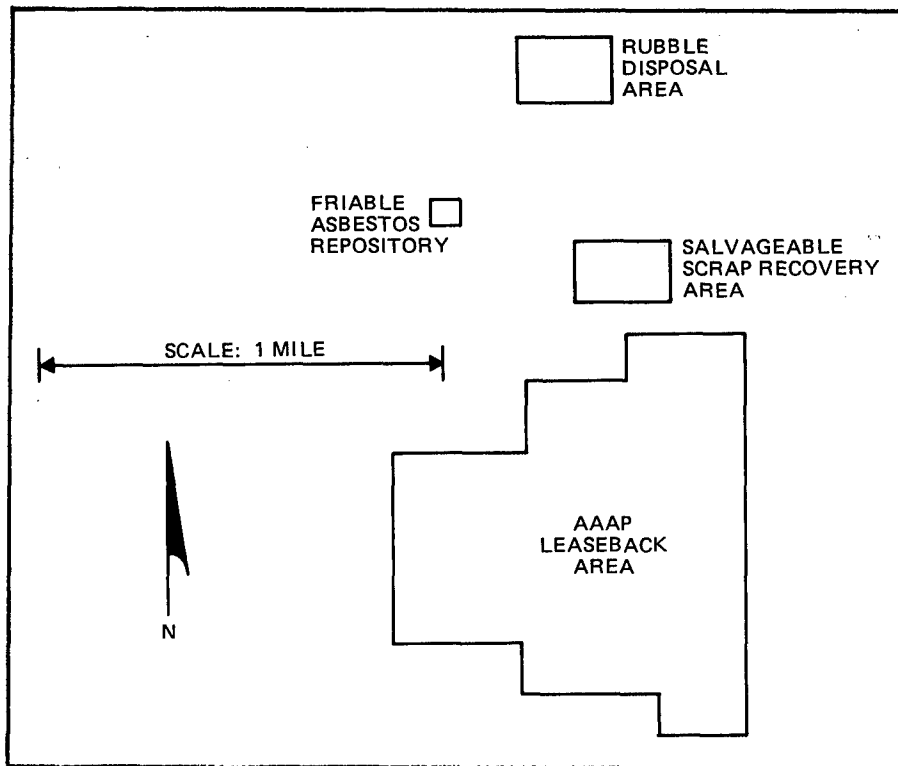 RUBBLE
DISPOSAL
AREA
FRIABLE
ASBESTOS
REPOSITORY
SALVAGEABLE
SCRAP RECOVERY
AREA
SCALE: 1 MILE
AAAP
LEASEBACK
AREA
N